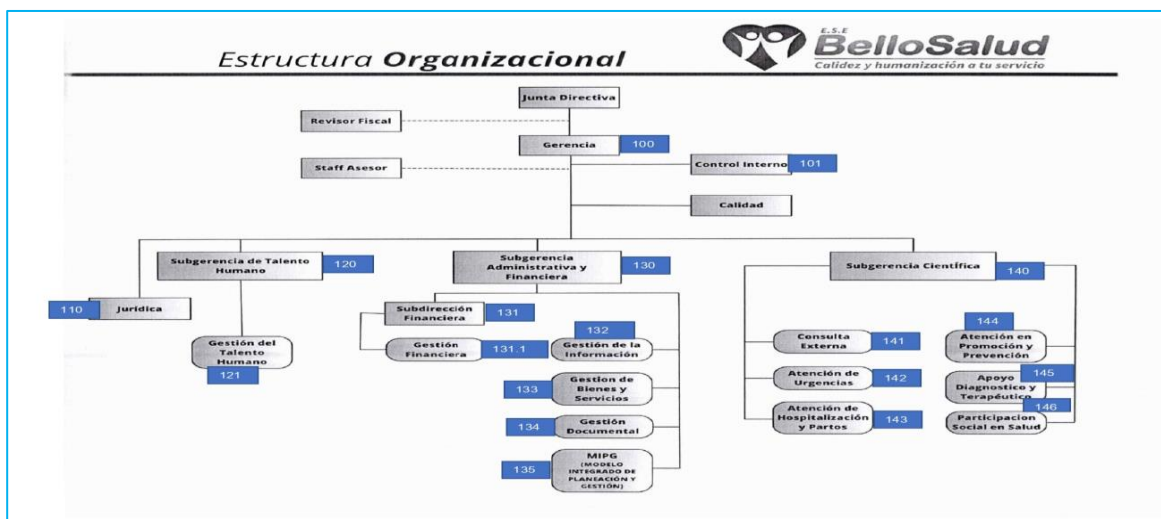 Estructura Organizacional
E.S.E
BelloSalud
Calidez y humanización a tu servicio
Junta Directiva
Revisor Fiscal
Gerencia
100
Staff Asesor
Control Interno
101
Calidad
Subgerencia de Talento
Humano
120
Subgerencia
Administrativa y
Financiera
130
Subgerencia Científica
140
110
Jurídica
Subdirección
Financiera
131
Gestión del
Talento
Humano
121
Gestión
Financiera
131.1
132
Gestión de la
Información
133
Gestion de
Bienes y
Servicios
134
Gestión
Documental
135
MIPG
(MODELO
INTEGRADO DE
PLANEACIÓN Y
GESTIÓN)
Consulta
Externa
141
Atención de
Urgencias
142
Atención de
Hospitalización
y Partos
143
144
Atención en
Promoción y
Prevención
145
Apoyo
Diagnostico y
Terapéutico
146
Participacion
Social en Salud